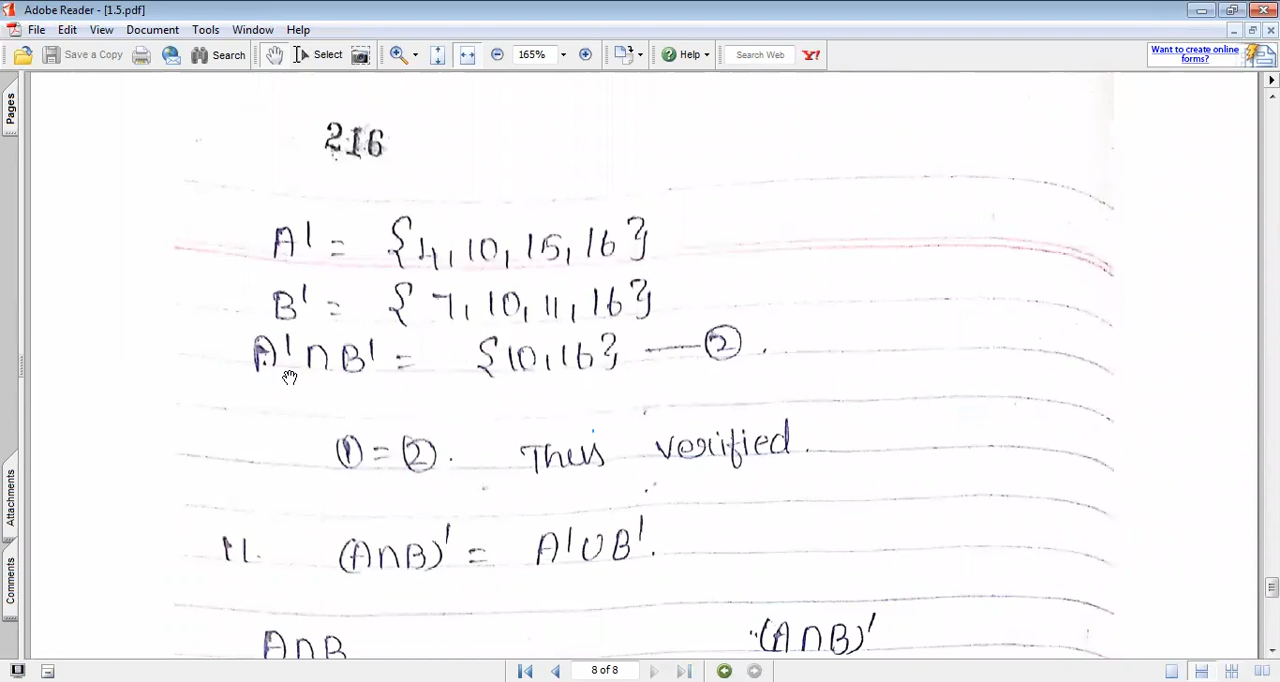 Adobe Reader - [1.5.pdf]
File Edit View Document Tools Window Help
Save a Copy Search Select 165% Help Search Web Y! Want to create online forms?
Pages
216
A' = {4, 10, 15, 16}
B' = { 7, 10, 11, 16}
A' ∩ B' = {10, 16} — ② .
① = ② . Thus verified.
11. (A∩B)' = A'∪B'.
A∩B (A∩B)'
Attachments
Comments
8 of 8